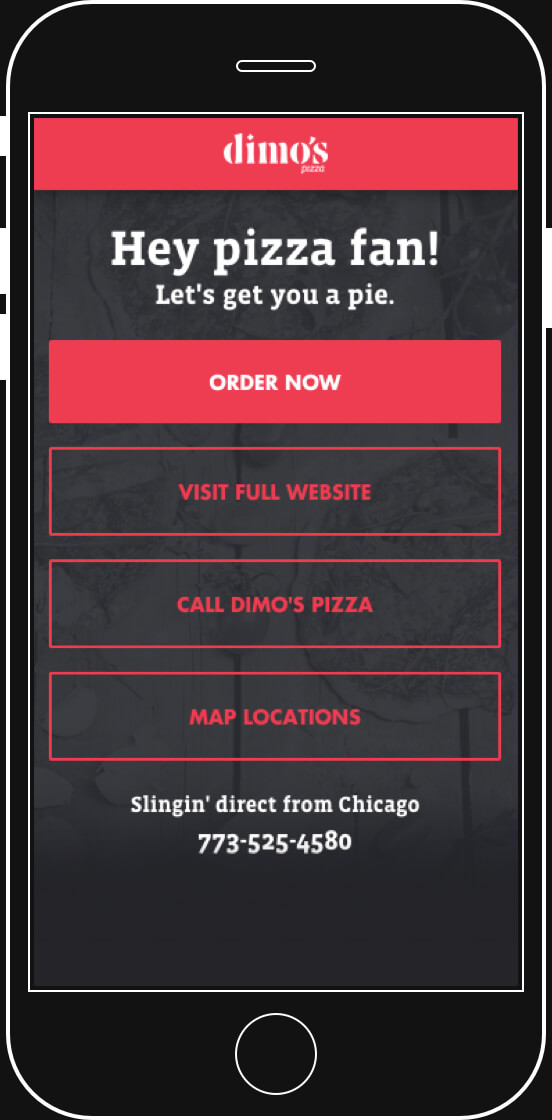 dimo's
pizza
Hey pizza fan!
Let's get you a pie.
ORDER NOW
VISIT FULL WEBSITE
CALL DIMO'S PIZZA
MAP LOCATIONS
Slingin' direct from Chicago
773-525-4580